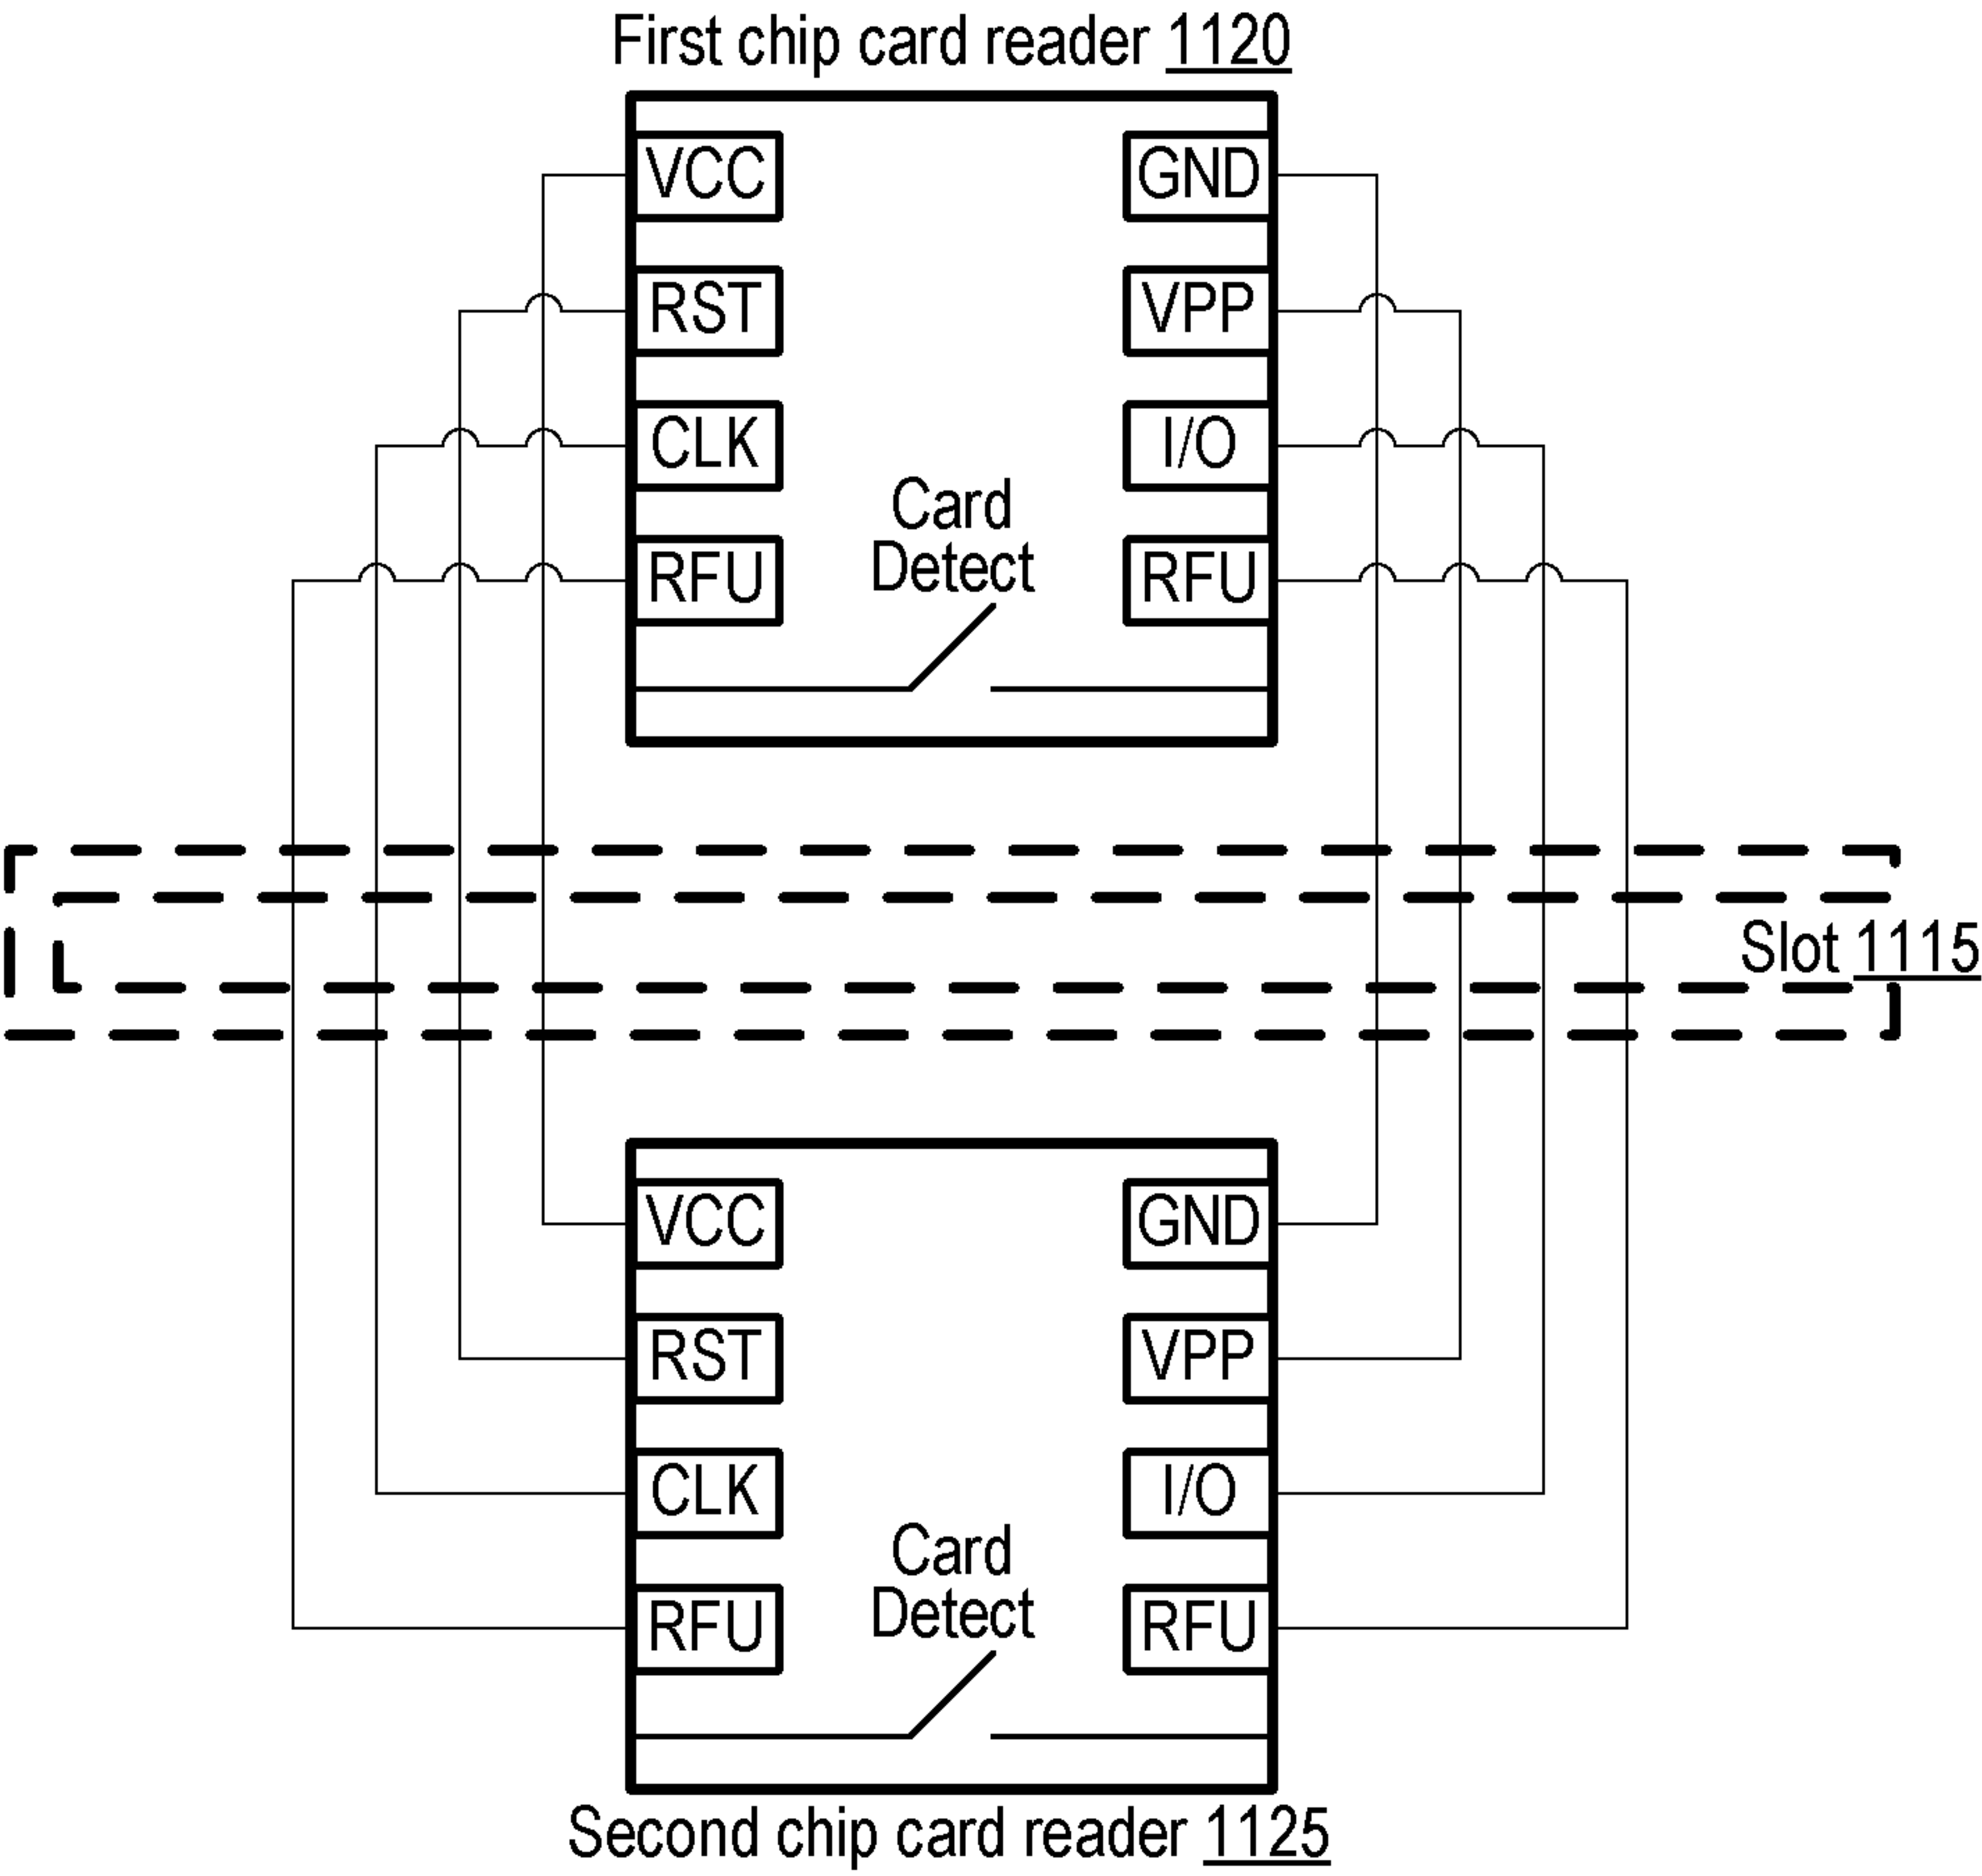 First chip card reader 1120
VCC GND
RST VPP
CLK I/O
Card
Detect
RFU RFU
Slot 1115
VCC GND
RST VPP
CLK I/O
Card
Detect
RFU RFU
Second chip card reader 1125